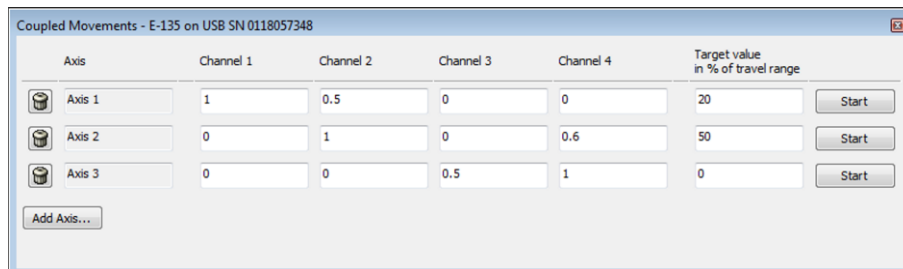 Coupled Movements - E-135 on USB SN 0118057348
Axis Channel 1 Channel 2 Channel 3 Channel 4 Target value
in % of travel range
Axis 1 1 0.5 0 0 20 Start
Axis 2 0 1 0 0.6 50 Start
Axis 3 0 0 0.5 1 0 Start
Add Axis...